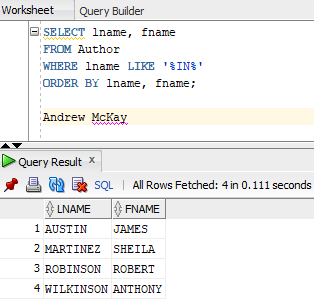 Worksheet Query Builder
SELECT lname, fname
FROM Author
WHERE lname LIKE '%IN%'
ORDER BY lname, fname;
Andrew McKay
Query Result x
SQL | All Rows Fetched: 4 in 0.111 seconds
LNAME FNAME
1 AUSTIN JAMES
2 MARTINEZ SHEILA
3 ROBINSON ROBERT
4 WILKINSON ANTHONY